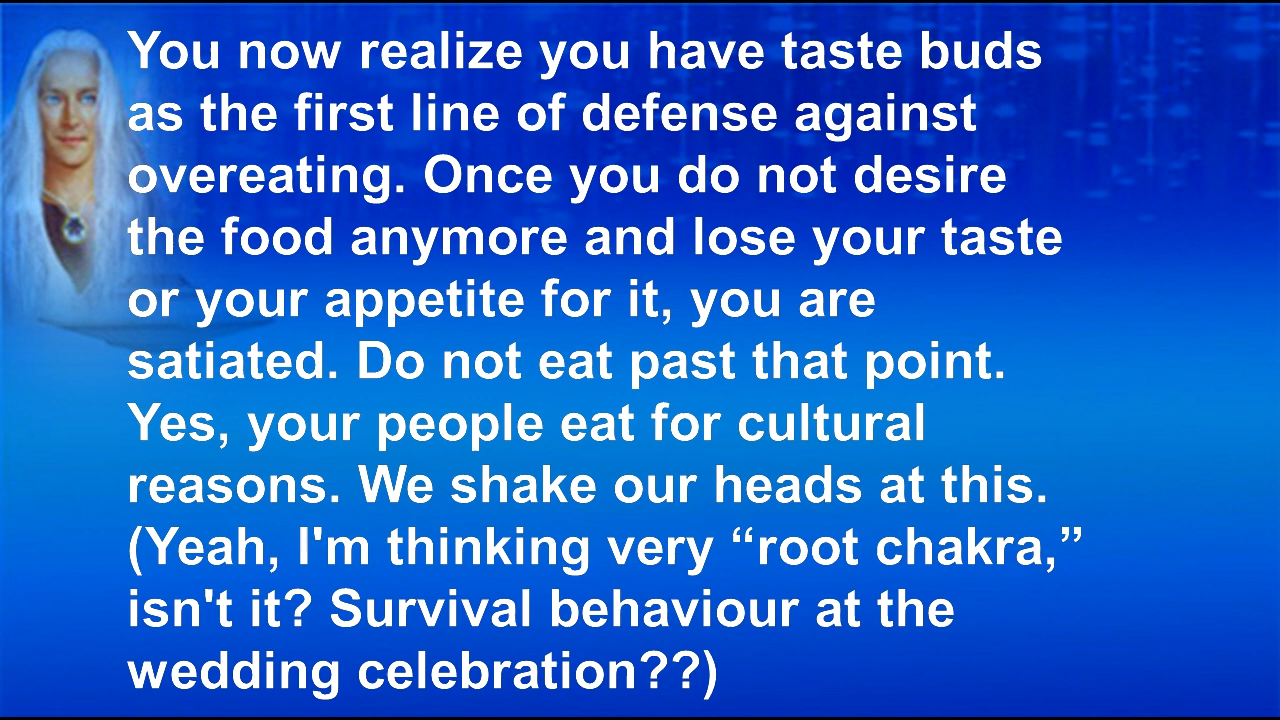 You now realize you have taste buds
as the first line of defense against
overeating. Once you do not desire
the food anymore and lose your taste
or your appetite for it, you are
satiated. Do not eat past that point.
Yes, your people eat for cultural
reasons. We shake our heads at this.
(Yeah, I'm thinking very “root chakra,”
isn't it? Survival behaviour at the
wedding celebration??)